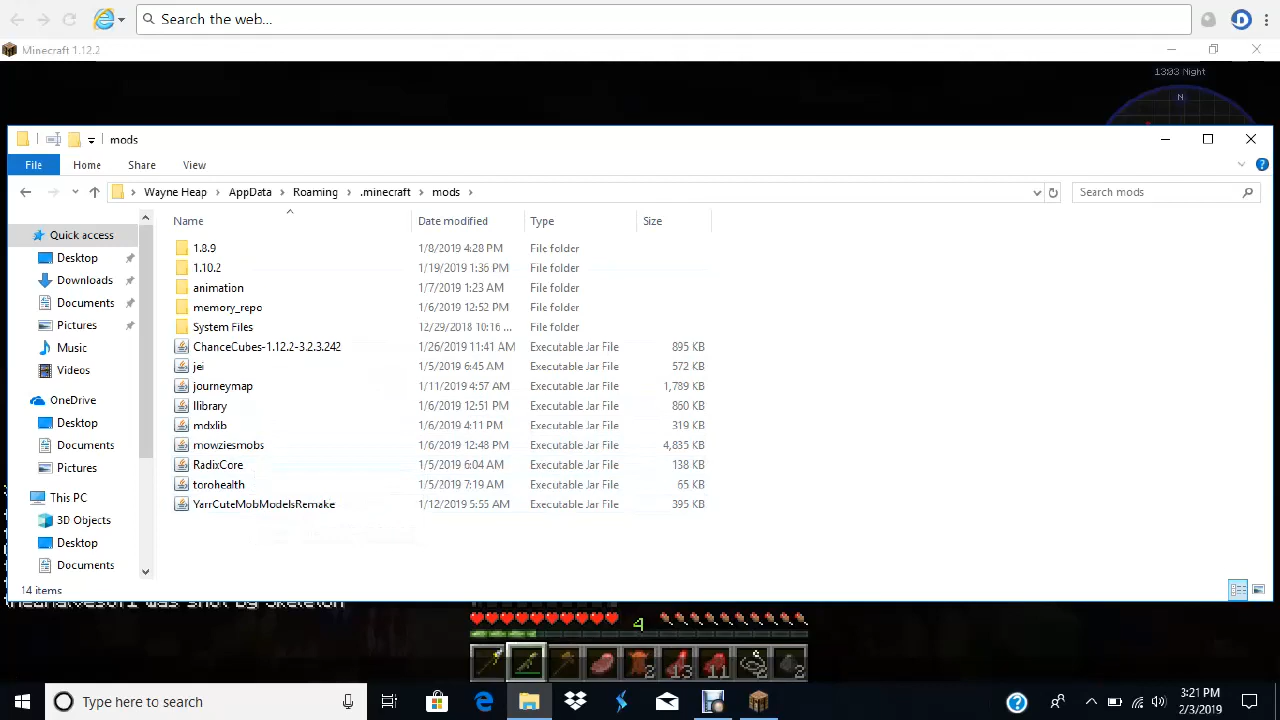 Search the web...
Minecraft 1.12.2
1303 Night
N
mods
File Home Share View
Wayne Heap AppData Roaming .minecraft mods
Search mods
Name Date modified Type Size
Quick access
Desktop
Downloads
Documents
Pictures
Music
Videos
OneDrive
Desktop
Documents
Pictures
This PC
3D Objects
Desktop
Documents
1.8.9 1/8/2019 4:28 PM File folder
1.10.2 1/19/2019 1:36 PM File folder
animation 1/7/2019 1:23 AM File folder
memory_repo 1/6/2019 12:52 PM File folder
System Files 12/29/2018 10:16 ... File folder
ChanceCubes-1.12.2-3.2.3.242 1/26/2019 11:41 AM Executable Jar File 895 KB
jei 1/5/2019 6:45 AM Executable Jar File 572 KB
journeymap 1/11/2019 4:57 AM Executable Jar File 1,789 KB
llibrary 1/6/2019 12:51 PM Executable Jar File 860 KB
mdxlib 1/6/2019 4:11 PM Executable Jar File 319 KB
mowziesmobs 1/6/2019 12:48 PM Executable Jar File 4,835 KB
RadixCore 1/5/2019 6:04 AM Executable Jar File 138 KB
torohealth 1/5/2019 7:19 AM Executable Jar File 65 KB
YarrCuteMobModelsRemake 1/12/2019 5:55 AM Executable Jar File 395 KB
14 items
was shot by Skeleton
4
2 13 11 2 2
Type here to search
3:21 PM
2/3/2019